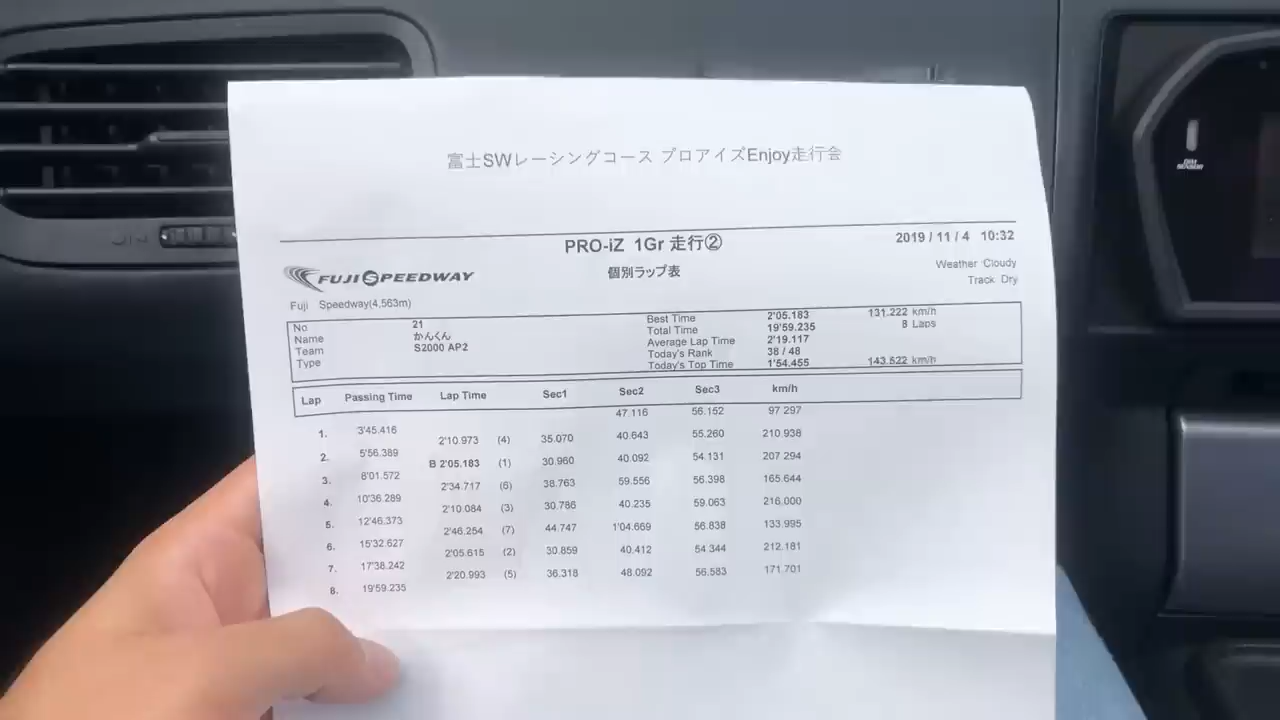 富士SWレーシングコース プロアイズEnjoy走行会
PRO-iZ 1Gr 走行②
2019 / 11 / 4 10:32
FUJI SPEEDWAY
個別ラップ表
Weather Cloudy
Fuji Speedway(4,563m)
Track Dry
No 21 Best Time 2'05.183 131.222 km/h
Name かんくん Total Time 19'59.235 8 Laps
Team S2000 AP2 Average Lap Time 2'19.117
Type Today's Rank 38 / 48
Today's Top Time 1'54.455 143.522 km/h
Lap Passing Time Lap Time Sec1 Sec2 Sec3 km/h
1. 3'45.416 47.116 56.152 97.297
2. 5'56.389 2'10.973 (4) 35.070 40.643 55.260 210.938
3. 8'01.572 B 2'05.183 (1) 30.960 40.092 54.131 207.294
4. 10'36.289 2'34.717 (6) 38.763 59.556 56.398 165.644
5. 12'46.373 2'10.084 (3) 30.786 40.235 59.063 216.000
6. 15'32.627 2'46.254 (7) 44.747 1'04.669 56.838 133.995
7. 17'38.242 2'05.615 (2) 30.859 40.412 54.344 212.181
8. 19'59.235 2'20.993 (5) 36.318 48.092 56.583 171.701